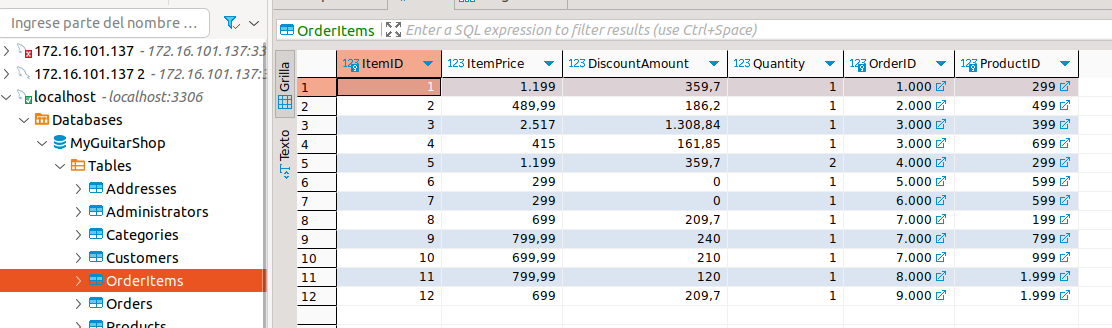 Ingrese parte del nombre ...
172.16.101.137 - 172.16.101.137:33
172.16.101.137 2 - 172.16.101.137:
localhost - localhost:3306
Databases
MyGuitarShop
Tables
Addresses
Administrators
Categories
Customers
OrderItems
Orders
Products
OrderItems Enter a SQL expression to filter results (use Ctrl+Space)
Grilla
Texto
123 ItemID 123 ItemPrice 123 DiscountAmount 123 Quantity 123 OrderID 123 ProductID
1 1 1.199 359,7 1 1.000 299
2 2 489,99 186,2 1 2.000 499
3 3 2.517 1.308,84 1 3.000 399
4 4 415 161,85 1 3.000 699
5 5 1.199 359,7 2 4.000 299
6 6 299 0 1 5.000 599
7 7 299 0 1 6.000 599
8 8 699 209,7 1 7.000 199
9 9 799,99 240 1 7.000 799
10 10 699,99 210 1 7.000 999
11 11 799,99 120 1 8.000 1.999
12 12 699 209,7 1 9.000 1.999